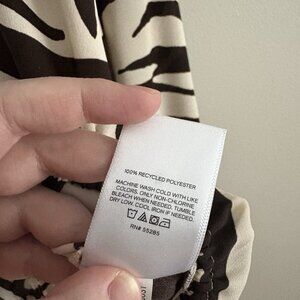 100% RECYCLED POLYESTER
MACHINE WASH COLD WITH LIKE
COLORS. ONLY NON-CHLORINE
BLEACH WHEN NEEDED. TUMBLE
DRY LOW, COOL IRON IF NEEDED.
RN# 55285